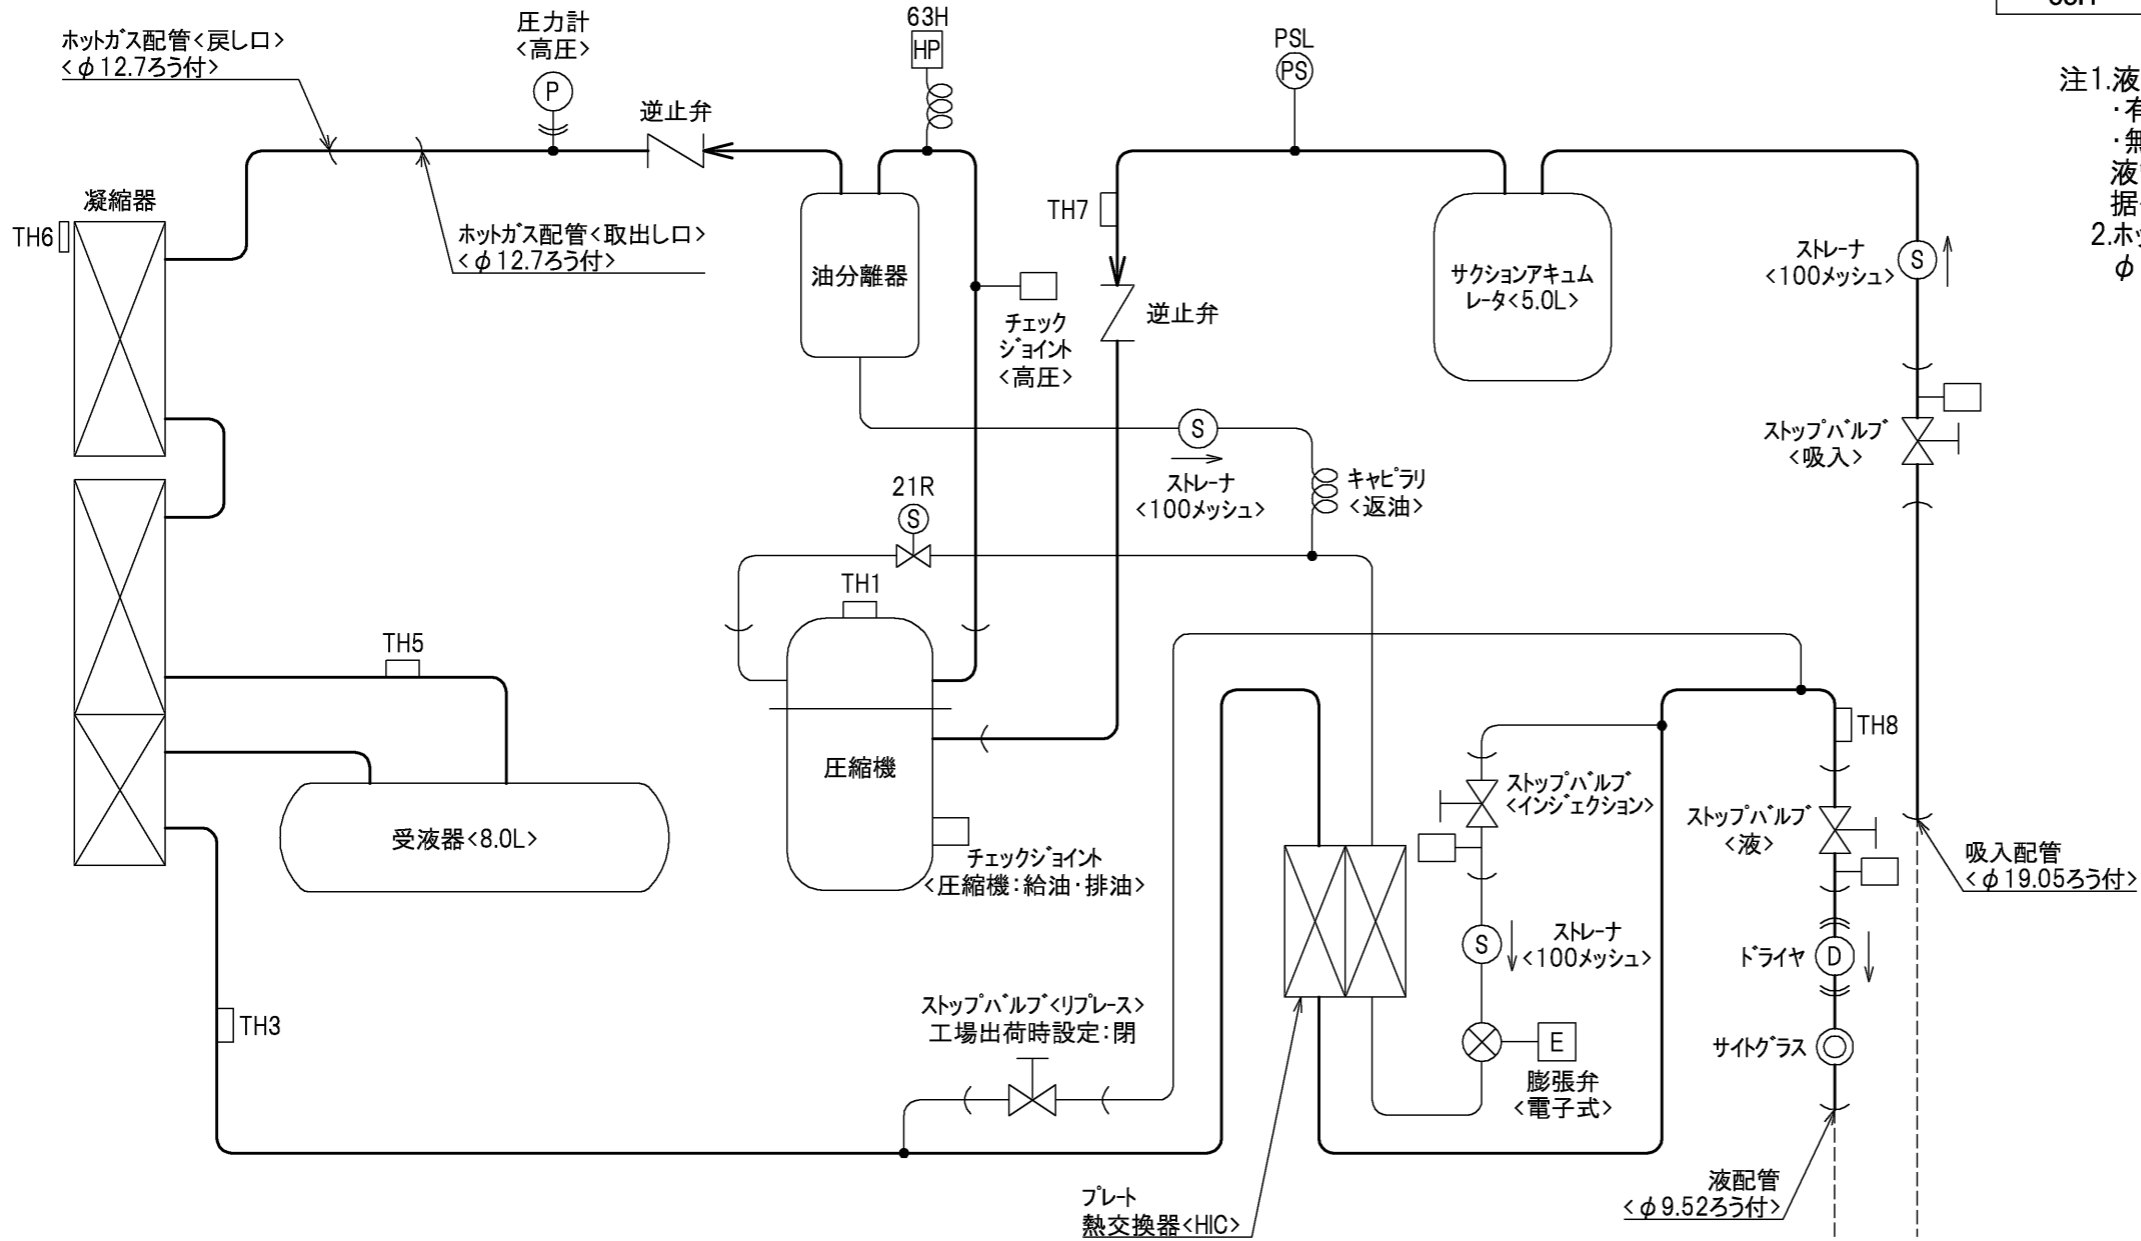 63H
圧力計
<高圧>
HP
P
ホットガス配管<戻し口>
<φ12.7ろう付>
逆止弁
PSL
PS
注1.液
・有
・無
液
据
2.ホッ
φ
凝縮器
TH6
ホットガス配管<取出し口>
<φ12.7ろう付>
油分離器
チェック
ジョイント
<高圧>
TH7
逆止弁
サクションアキュム
レータ<5.0L>
ストレーナ
<100メッシュ>
S
ストップバルブ
<吸入>
S
ストレーナ
<100メッシュ>
キャピラリ
<返油>
21R
S
TH1
TH5
圧縮機
受液器<8.0L>
チェックジョイント
<圧縮機:給油・排油>
TH8
ストップバルブ
<インジェクション>
ストップバルブ
<液>
吸入配管
<φ19.05ろう付>
S
ストレーナ
<100メッシュ>
ドライヤ
D
TH3
ストップバルブ<リプレース>
工場出荷時設定:閉
E
膨張弁
<電子式>
サイトグラス
プレート
熱交換器<HIC>
液配管
<φ9.52ろう付>